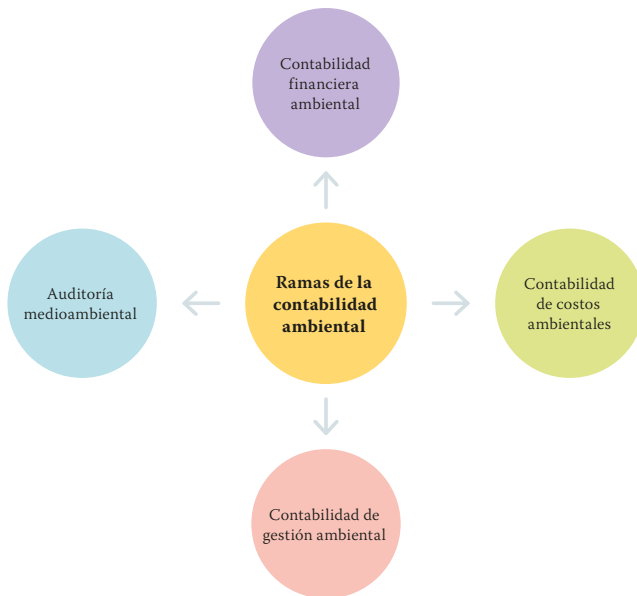 Contabilidad
financiera
ambiental
Auditoría
medioambiental
Ramas de la
contabilidad
ambiental
Contabilidad
de costos
ambientales
Contabilidad de
gestión ambiental